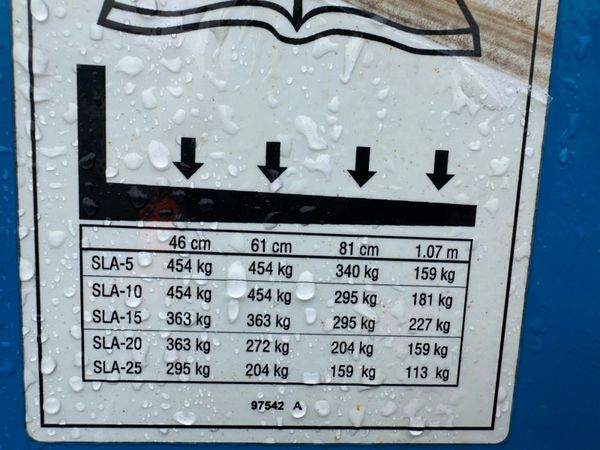 46 cm 61 cm 81 cm 1.07 m
SLA-5 454 kg 454 kg 340 kg 159 kg
SLA-10 454 kg 454 kg 295 kg 181 kg
SLA-15 363 kg 363 kg 295 kg 227 kg
SLA-20 363 kg 272 kg 204 kg 159 kg
SLA-25 295 kg 204 kg 159 kg 113 kg
97542 A